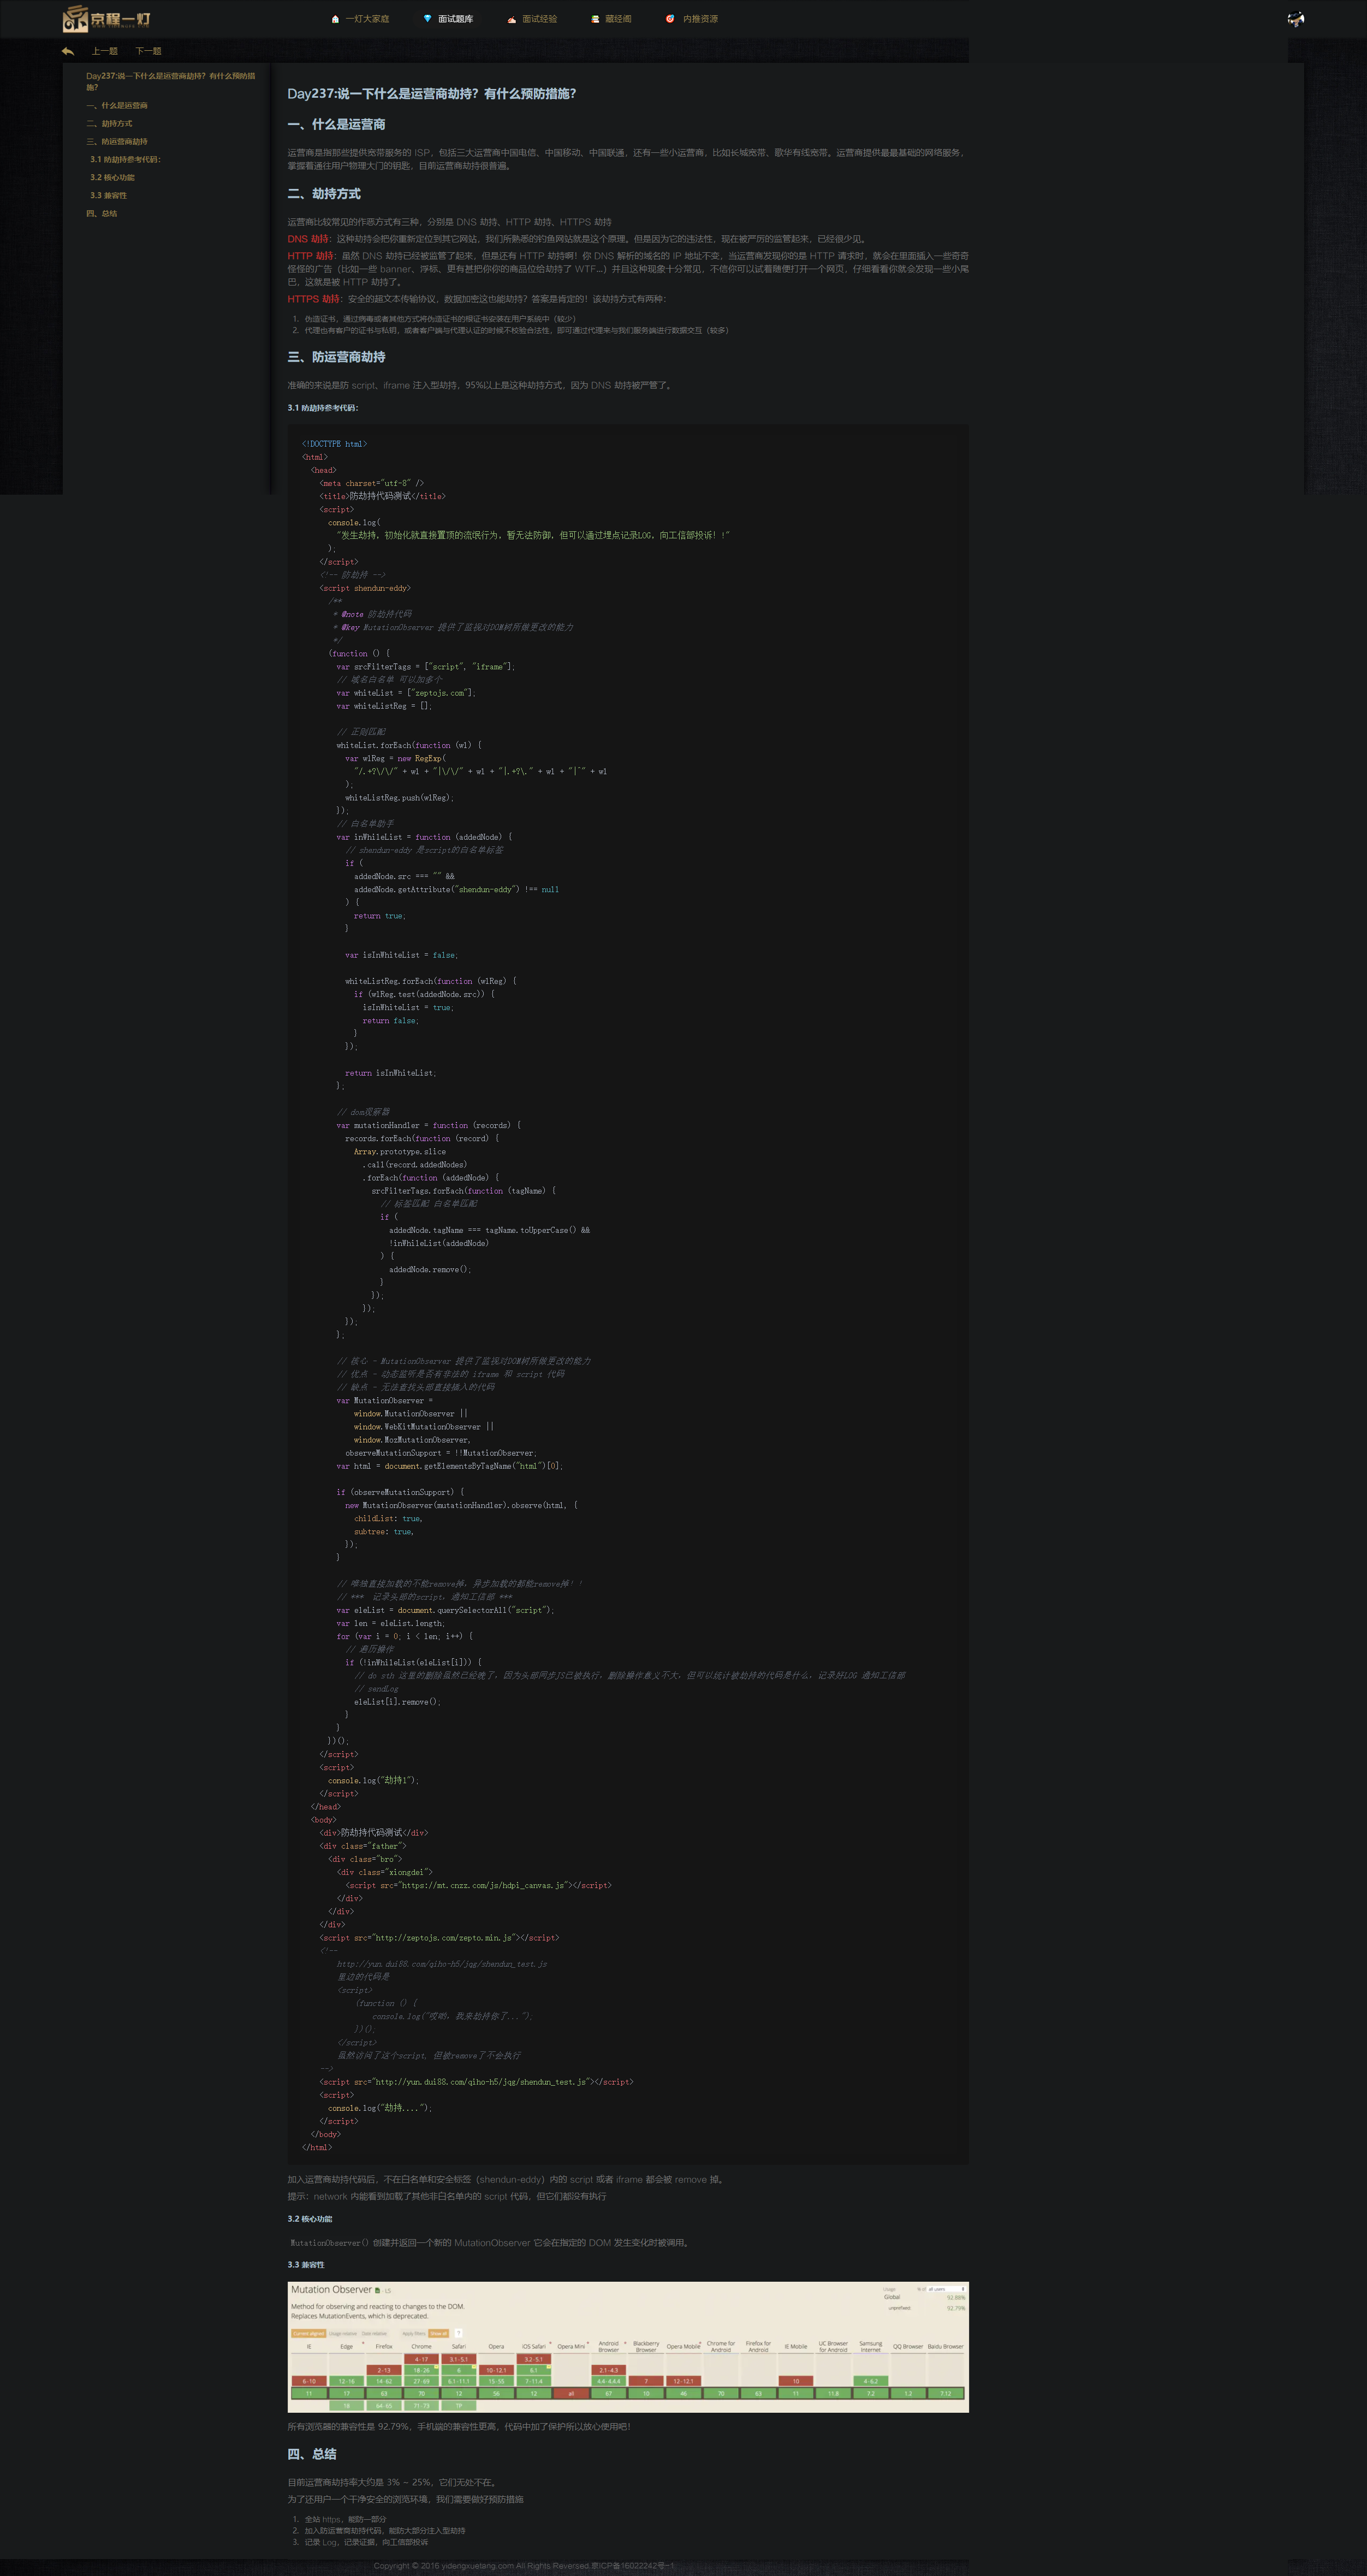 京程一灯
一灯大家庭 面试题库 面试经验 藏经阁 内推资源
上一题 下一题
Day237:说一下什么是运营商劫持？有什么预防措
施？
一、什么是运营商
二、劫持方式
三、防运营商劫持
3.1 防劫持参考代码：
3.2 核心功能
3.3 兼容性
四、总结
Day237:说一下什么是运营商劫持？有什么预防措施？
一、什么是运营商
运营商是指那些提供宽带服务的 ISP，包括三大运营商中国电信、中国移动、中国联通，还有一些小运营商，比如长城宽带、歌华有线宽带。运营商提供最最基础的网络服务，
掌握着通往用户物理大门的钥匙，目前运营商劫持很普遍。
二、劫持方式
运营商比较常见的作恶方式有三种，分别是 DNS 劫持、HTTP 劫持、HTTPS 劫持
DNS 劫持：这种劫持会把你重新定位到其它网站，我们所熟悉的钓鱼网站就是这个原理。但是因为它的违法性，现在被严厉的监管起来，已经很少见。
HTTP 劫持：虽然 DNS 劫持已经被监管了起来，但是还有 HTTP 劫持啊！你 DNS 解析的域名的 IP 地址不变，当运营商发现你的是 HTTP 请求时，就会在里面插入一些奇奇
怪怪的广告（比如一些 banner、浮标、更有甚把你你的商品位给劫持了 WTF...）并且这种现象十分常见，不信你可以试着随便打开一个网页，仔细看看你就会发现一些小尾
巴，这就是被 HTTP 劫持了。
HTTPS 劫持：安全的超文本传输协议，数据加密这也能劫持？答案是肯定的！该劫持方式有两种：
1. 伪造证书，通过病毒或者其他方式将伪造证书的根证书安装在用户系统中（较少）
2. 代理也有客户的证书与私钥，或者客户端与代理认证的时候不校验合法性，即可通过代理来与我们服务端进行数据交互（较多）
三、防运营商劫持
准确的来说是防 script、iframe 注入型劫持，95%以上是这种劫持方式，因为 DNS 劫持被严管了。
3.1 防劫持参考代码：
<!DOCTYPE html>
<html>
<head>
<meta charset="utf-8" />
<title>防劫持代码测试</title>
<script>
console.log(
"发生劫持，初始化就直接置顶的流氓行为，暂无法防御，但可以通过埋点记录LOG，向工信部投诉！！"
);
</script>
<!-- 防劫持 -->
<script shendun-eddy>
/**
* @note 防劫持代码
* @key MutationObserver 提供了监视对DOM树所做更改的能力
*/
(function () {
var srcFilterTags = ["script", "iframe"];
// 域名白名单 可以加多个
var whiteList = ["zeptojs.com"];
var whiteListReg = [];
// 正则匹配
whiteList.forEach(function (wl) {
var wlReg = new RegExp(
"/.+?\/\/" + wl + "|\/\/" + wl + "|.+?\." + wl + "|^" + wl
);
whiteListReg.push(wlReg);
});
// 白名单助手
var inWhileList = function (addedNode) {
// shendun-eddy 是script的白名单标签
if (
addedNode.src === "" &&
addedNode.getAttribute("shendun-eddy") !== null
) {
return true;
}
var isInWhiteList = false;
whiteListReg.forEach(function (wlReg) {
if (wlReg.test(addedNode.src)) {
isInWhiteList = true;
return false;
}
});
return isInWhiteList;
};
// dom观察器
var mutationHandler = function (records) {
records.forEach(function (record) {
Array.prototype.slice
.call(record.addedNodes)
.forEach(function (addedNode) {
srcFilterTags.forEach(function (tagName) {
// 标签匹配 白名单匹配
if (
addedNode.tagName === tagName.toUpperCase() &&
!inWhileList(addedNode)
) {
addedNode.remove();
}
});
});
});
};
// 核心 - MutationObserver 提供了监视对DOM树所做更改的能力
// 优点 - 动态监听是否有非法的 iframe 和 script 代码
// 缺点 - 无法查找头部直接插入的代码
var MutationObserver =
window.MutationObserver ||
window.WebKitMutationObserver ||
window.MozMutationObserver,
observeMutationSupport = !!MutationObserver;
var html = document.getElementsByTagName("html")[0];
if (observeMutationSupport) {
new MutationObserver(mutationHandler).observe(html, {
childList: true,
subtree: true,
});
}
// 唯独直接加载的不能remove掉，异步加载的都能remove掉！！
// *** 记录头部的script，通知工信部 ***
var eleList = document.querySelectorAll("script");
var len = eleList.length;
for (var i = 0; i < len; i++) {
// 遍历操作
if (!inWhileList(eleList[i])) {
// do sth 这里的删除虽然已经晚了，因为头部同步JS已被执行，删除操作意义不大，但可以统计被劫持的代码是什么，记录好LOG 通知工信部
// sendLog
eleList[i].remove();
}
}
})();
</script>
<script>
console.log("劫持1");
</script>
</head>
<body>
<div>防劫持代码测试</div>
<div class="father">
<div class="bro">
<div class="xiongdei">
<script src="https://mt.cnzz.com/js/hdpi_canvas.js"></script>
</div>
</div>
</div>
<script src="http://zeptojs.com/zepto.min.js"></script>
<!--
http://yun.dui88.com/qiho-h5/jqg/shendun_test.js
里边的代码是
<script>
(function () {
console.log("哎哟，我来劫持你了...");
})();
</script>
虽然访问了这个script, 但被remove了不会执行
-->
<script src="http://yun.dui88.com/qiho-h5/jqg/shendun_test.js"></script>
<script>
console.log("劫持....");
</script>
</body>
</html>
加入运营商劫持代码后，不在白名单和安全标签（shendun-eddy）内的 script 或者 iframe 都会被 remove 掉。
提示：network 内能看到加载了其他非白名单内的 script 代码，但它们都没有执行
3.2 核心功能
MutationObserver() 创建并返回一个新的 MutationObserver 它会在指定的 DOM 发生变化时被调用。
3.3 兼容性
Mutation Observer - LS
Usage % of all users
Global 92.88%
unprefixed: 92.79%
Method for observing and reacting to changes to the DOM.
Replaces MutationEvents, which is deprecated.
Current aligned Usage relative Date relative Apply filters Show all ?
IE Edge Firefox Chrome Safari Opera iOS Safari Opera Mini Android Browser Blackberry Browser Opera Mobile Chrome for Android Firefox for Android IE Mobile UC Browser for Android Samsung Internet QQ Browser Baidu Browser
4-17 3.1-5.1 3.2-5.1
2-13 18-26 6 10-12.1 6.1 2.1-4.3
6-10 12-16 14-62 27-69 6.1-11.1 15-55 7-11.4 4.4-4.4.4 7 12-12.1 10 4-6.2
11 17 63 70 12 56 12 all 67 10 46 70 63 11 11.8 7.2 1.2 7.12
18 64-65 71-73 TP
所有浏览器的兼容性是 92.79%，手机端的兼容性更高，代码中加了保护所以放心使用吧！
四、总结
目前运营商劫持率大约是 3% ~ 25%，它们无处不在。
为了还用户一个干净安全的浏览环境，我们需要做好预防措施
1. 全站 https，能防一部分
2. 加入防运营商劫持代码，能防大部分注入型劫持
3. 记录 Log，记录证据，向工信部投诉
Copyright © 2016 yidengxuetang.com All Rights Reversed.京ICP备16022242号-1.